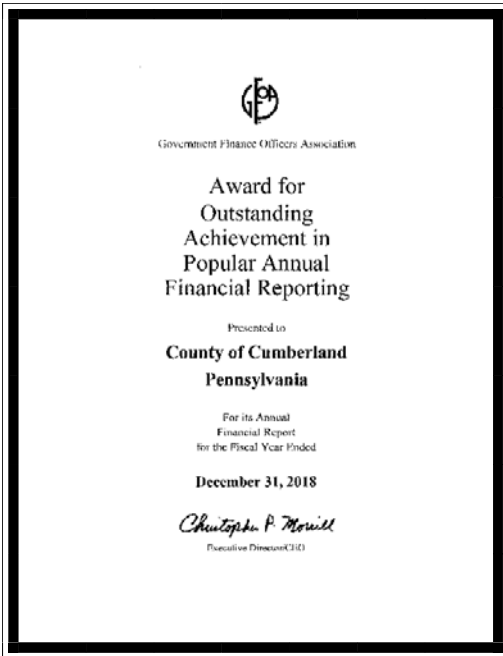 GFOA
Government Finance Officers Association
Award for
Outstanding
Achievement in
Popular Annual
Financial Reporting
Presented to
County of Cumberland
Pennsylvania
For its Annual
Financial Report
for the Fiscal Year Ended
December 31, 2018
Christopher P. Morrill
Executive Director/CEO